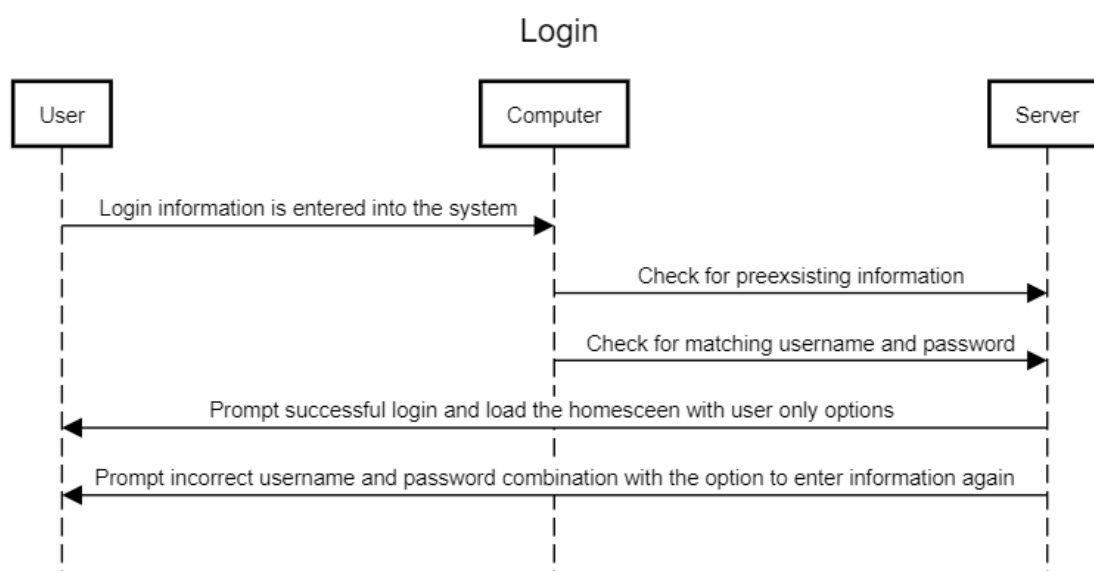 Login
User
Computer
Server
Login information is entered into the system
Check for preexsisting information
Check for matching username and password
Prompt successful login and load the homesceen with user only options
Prompt incorrect username and password combination with the option to enter information again